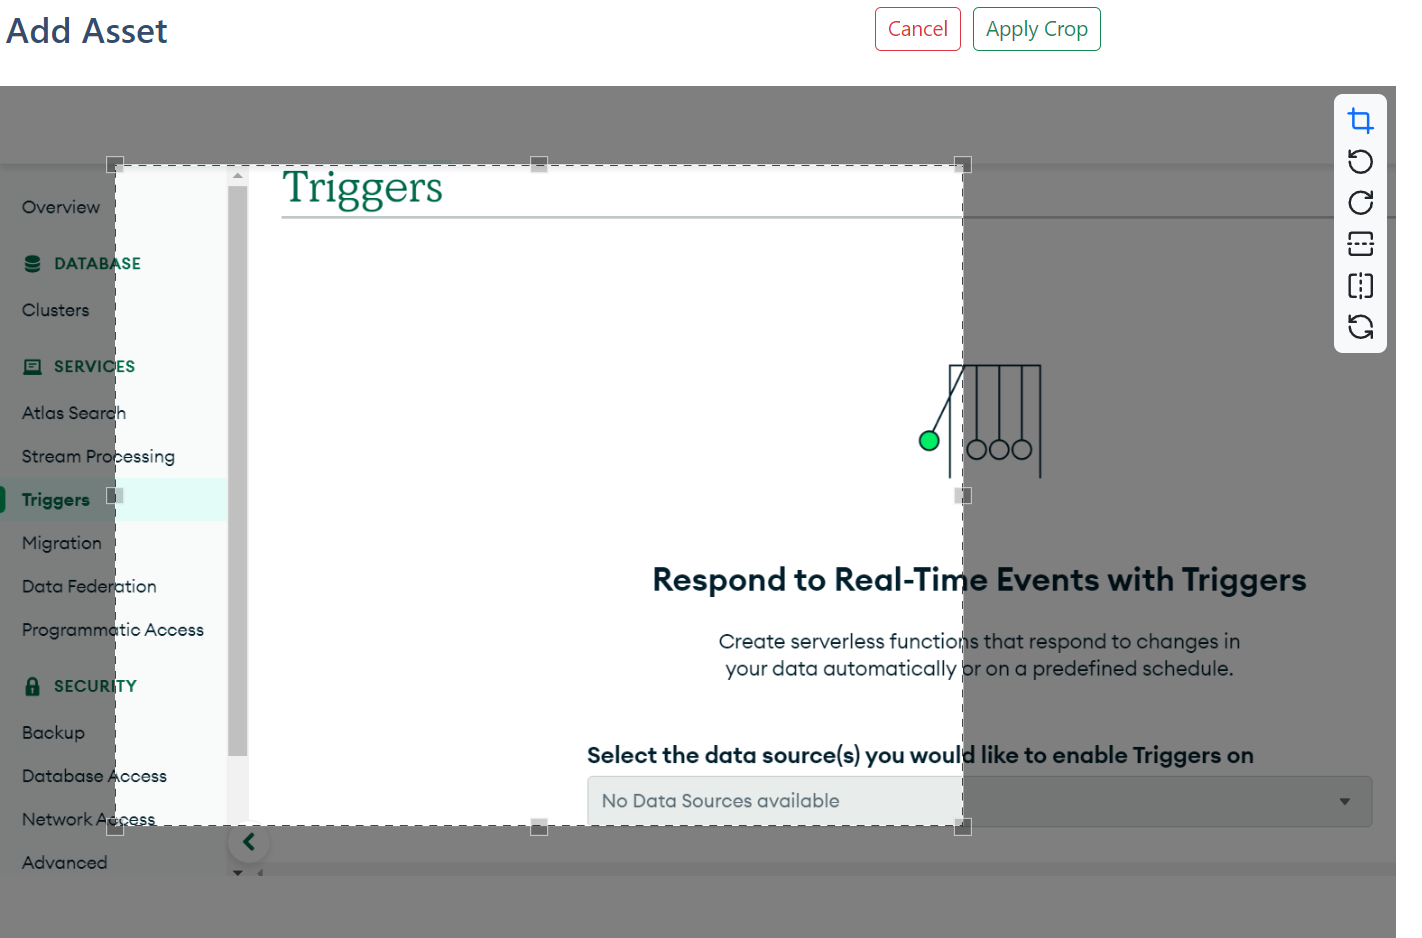 Add Asset
Cancel
Apply Crop
Overview
DATABASE
Clusters
SERVICES
Atlas Search
Stream Processing
Triggers
Migration
Data Federation
Programmatic Access
SECURITY
Backup
Database Access
Network Access
Advanced
Triggers
Respond to Real-Time Events with Triggers
Create serverless functions that respond to changes in
your data automatically or on a predefined schedule.
Select the data source(s) you would like to enable Triggers on
No Data Sources available